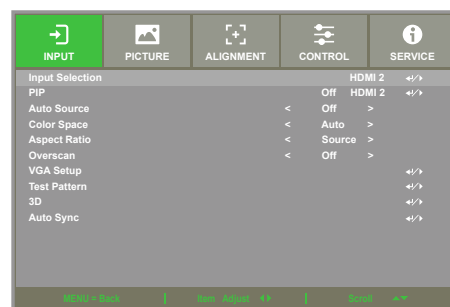 INPUT PICTURE ALIGNMENT CONTROL SERVICE
Input Selection HDMI 2
PIP Off HDMI 2
Auto Source < Off >
Color Space < Auto >
Aspect Ratio < Source >
Overscan < Off >
VGA Setup
Test Pattern
3D
Auto Sync
MENU = Back | Item Adjust | Scroll